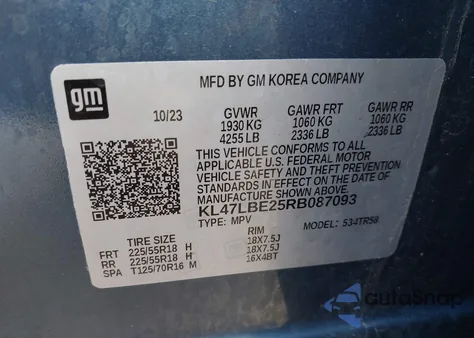 gm
MFD BY GM KOREA COMPANY
10/23 GVWR GAWR FRT GAWR RR
1930 KG 1060 KG 1060 KG
4255 LB 2336 LB 2336 LB
THIS VEHICLE CONFORMS TO ALL
APPLICABLE U.S. FEDERAL MOTOR
VEHICLE SAFETY AND THEFT
PREVENTION STANDARDS IN EFFECT
ON THE DATE OF
MANUFACTURE SHOWN ABOVE
KL47LBE25RB087093
TYPE: MPV MODEL: 534TR58
TIRE SIZE RIM
FRT 225/55R18 H 18X7.5J
RR 225/55R18 H 18X7.5J
SPA T125/70R16 M 16X4BT
autoSnap